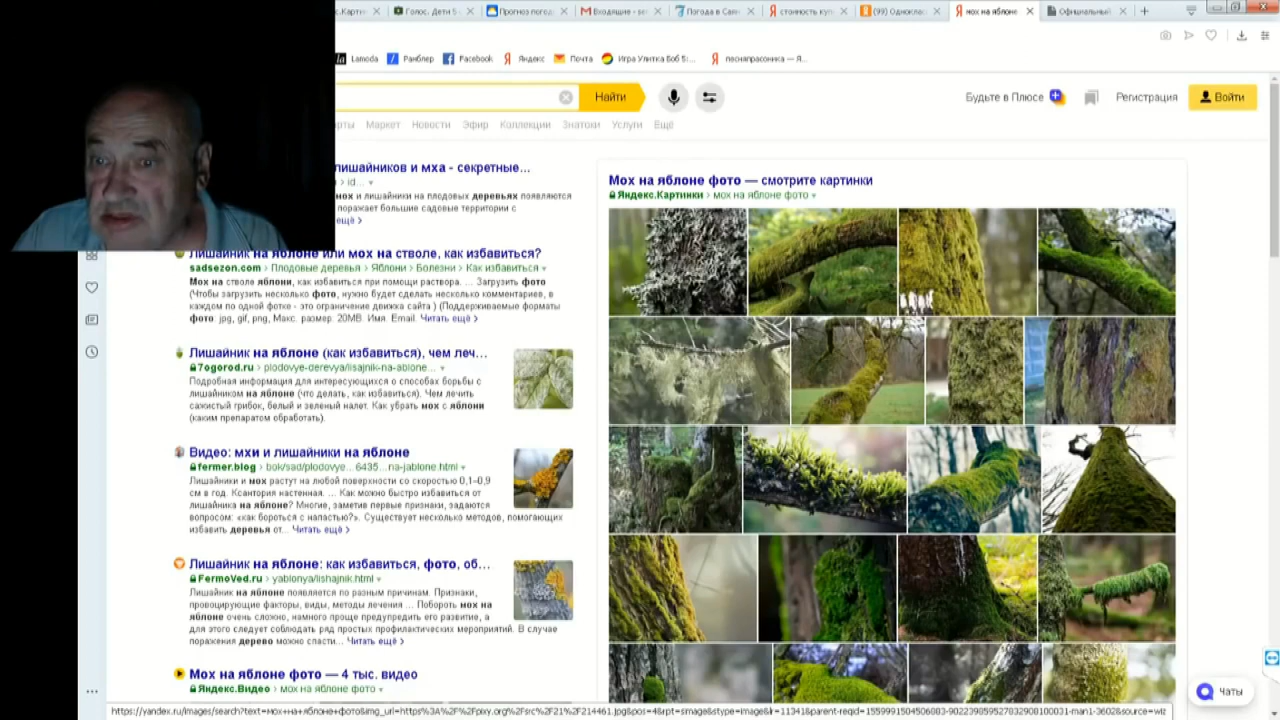 Голос. Дети 5
Прогноз погод
Входящие - se
Погода в Сам
стоимость куп
(99) Однокла
мох на яблоне
Официальный
Lamoda
Рамблер
Facebook
Яндекс
Почта
Игра Улитка Боб 5:...
песняпрасоника — Я...
Найти
Будьте в Плюсе
Регистрация
Войти
Маркет
Новости
Эфир
Коллекции
Знатоки
Услуги
Ещё
лишайников и мха - секретные...
› id...
мох и лишайники на плодовых деревьях появляются
поражает большие садовые территории с
ещё ›
Лишайник на яблоне или мох на стволе, как избавиться?
sadsezon.com › Плодовые деревья › Яблони › Болезни › Как избавиться
Мох на стволе яблони, как избавиться при помощи раствора. ... Загрузить фото
(Чтобы загрузить несколько фото, нужно будет сделать несколько комментариев, в
каждом по одной фотке - это ограничение движка сайта ) (Поддерживаемые форматы
фото jpg, gif, png, Макс. размер: 20MB. Имя. Email. Читать ещё ›
Лишайник на яблоне (как избавиться), чем леч...
7ogorod.ru › plodovye-derevya/lisajnik-na-ablone...
Подробная информация для интересующихся о способах борьбы с
лишайником на яблоне (что делать, как избавиться). Чем лечить
сажистый грибок, белый и зеленый налет. Как убрать мох с яблони
(каким препаратом обработать).
Видео: мхи и лишайники на яблоне
fermer.blog › bok/sad/plodovye... 6435...na-jablone.html
Лишайники и мох растут на любой поверхности со скоростью 0,1–0,9
см в год. Ксантория настенная. ... Как можно быстро избавиться от
лишайника на яблоне? Многие, заметив первые признаки, задаются
вопросом: «как бороться с напастью?». Существует несколько методов, помогающих
избавить деревья от... Читать ещё ›
Лишайник на яблоне: как избавиться, фото, об...
FermoVed.ru › yablonya/lishajnik.html
Лишайник на яблоне появляется по разным причинам. Признаки,
провоцирующие факторы, виды, методы лечения ... Побороть мох на
яблоне очень сложно, намного проще предупредить его развитие, а
для этого следует соблюдать ряд простых профилактических мероприятий. В случае
поражения дерево можно спасти... Читать ещё ›
Мох на яблоне фото — 4 тыс. видео
Яндекс.Видео › мох на яблоне фото
Мох на яблоне фото — смотрите картинки
Яндекс.Картинки › мох на яблоне фото
Чаты